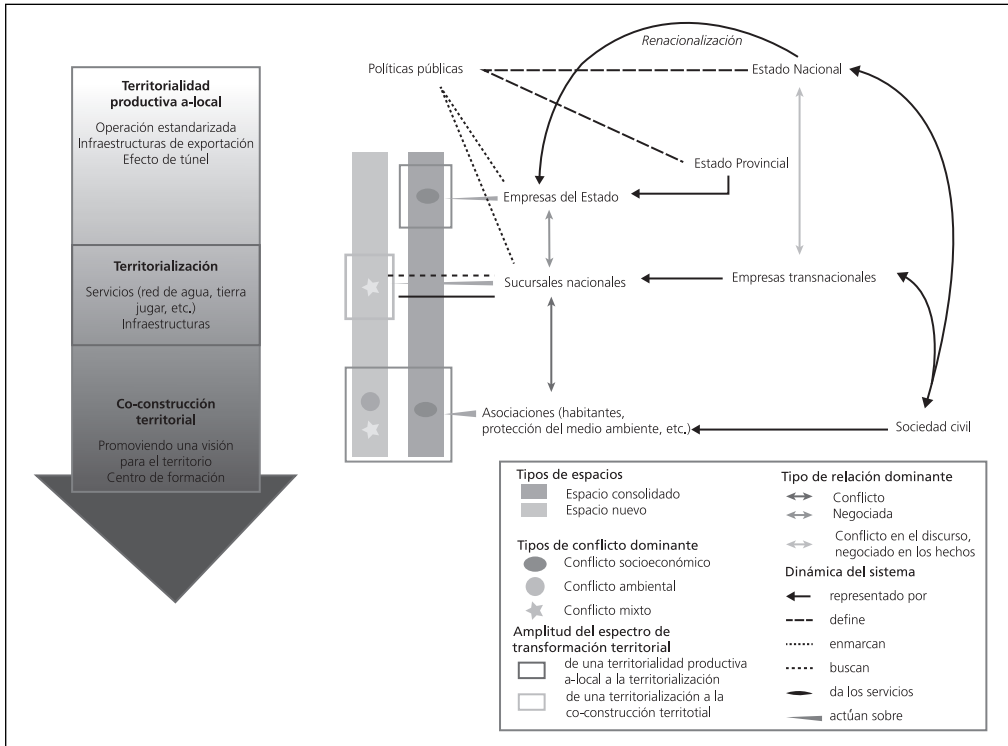 Territorialidad
productiva a-local
Operación estandarizada
Infraestructuras de exportación
Efecto de túnel
Territorialización
Servicios (red de agua, tierra
jugar, etc.)
Infraestructuras
Co-construcción
territorial
Promoviendo una visión
para el territorio
Centro de formación
Renacionalización
Políticas públicas
Estado Nacional
Estado Provincial
Empresas del Estado
Sucursales nacionales
Empresas transnacionales
Asociaciones (habitantes,
protección del medio ambiente, etc.)
Sociedad civil
Tipos de espacios
Espacio consolidado
Espacio nuevo
Tipos de conflicto dominante
Conflicto socioeconómico
Conflicto ambiental
Conflicto mixto
Amplitud del espectro de
transformación territorial
de una territorialidad productiva
a-local a la territorialización
de una territorialización a la
co-construcción territotial
Tipo de relación dominante
Conflicto
Negociada
Conflicto en el discurso,
negociado en los hechos
Dinámica del sistema
representado por
define
enmarcan
buscan
da los servicios
actúan sobre